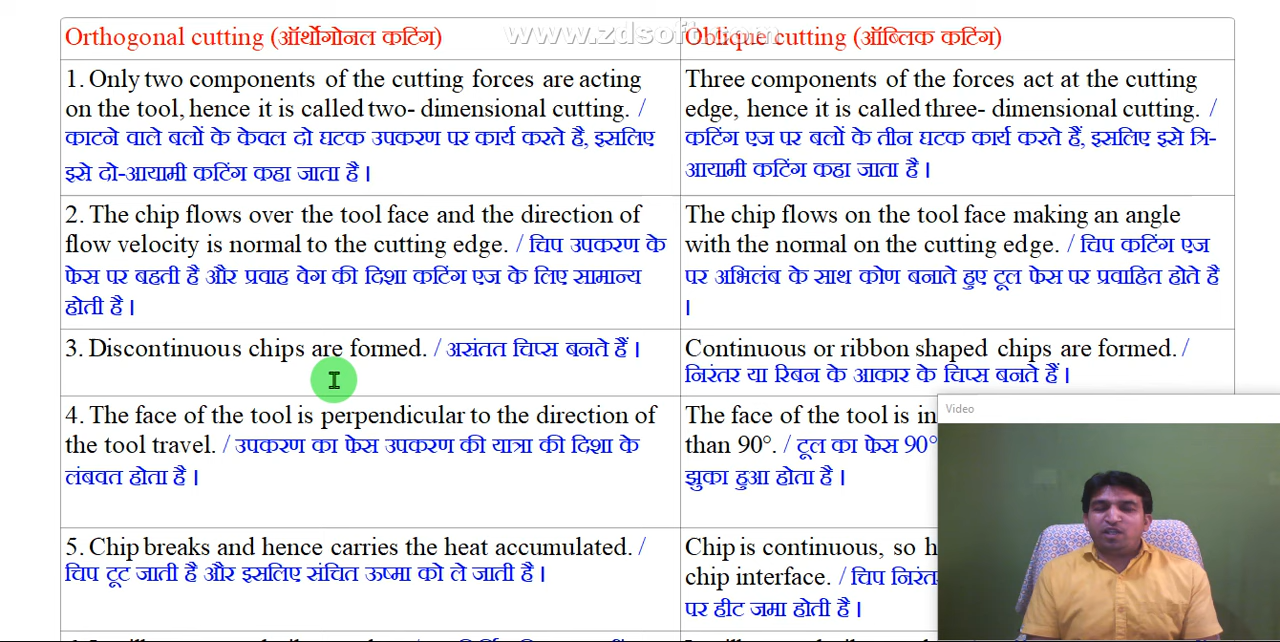 Orthogonal cutting (ऑर्थोगोनल कटिंग)
www.zdsoft.com
Oblique cutting (ऑब्लिक कटिंग)
1. Only two components of the cutting forces are acting
on the tool, hence it is called two- dimensional cutting. /
काटने वाले बलों के केवल दो घटक उपकरण पर कार्य करते हैं, इसलिए
इसे दो-आयामी कटिंग कहा जाता है।
Three components of the forces act at the cutting
edge, hence it is called three- dimensional cutting. /
कटिंग एज पर बलों के तीन घटक कार्य करते हैं, इसलिए इसे त्रि-
आयामी कटिंग कहा जाता है।
2. The chip flows over the tool face and the direction of
flow velocity is normal to the cutting edge. / चिप उपकरण के
फेस पर बहती है और प्रवाह वेग की दिशा कटिंग एज के लिए सामान्य
होती है।
The chip flows on the tool face making an angle
with the normal on the cutting edge. / चिप कटिंग एज
पर अभिलंब के साथ कोण बनाते हुए टूल फेस पर प्रवाहित होते है
।
3. Discontinuous chips are formed. / असंतत चिप्स बनते हैं।
Continuous or ribbon shaped chips are formed. /
निरंतर या रिबन के आकार के चिप्स बनते हैं।
4. The face of the tool is perpendicular to the direction of
the tool travel. / उपकरण का फेस उपकरण की यात्रा की दिशा के
लंबवत होता है।
The face of the tool is in
than 90°. / टूल का फेस 90°
झुका हुआ होता है।
5. Chip breaks and hence carries the heat accumulated. /
चिप टूट जाती है और इसलिए संचित ऊष्मा को ले जाती है।
Chip is continuous, so h
chip interface. / चिप निरंत
पर हीट जमा होती है।
Video